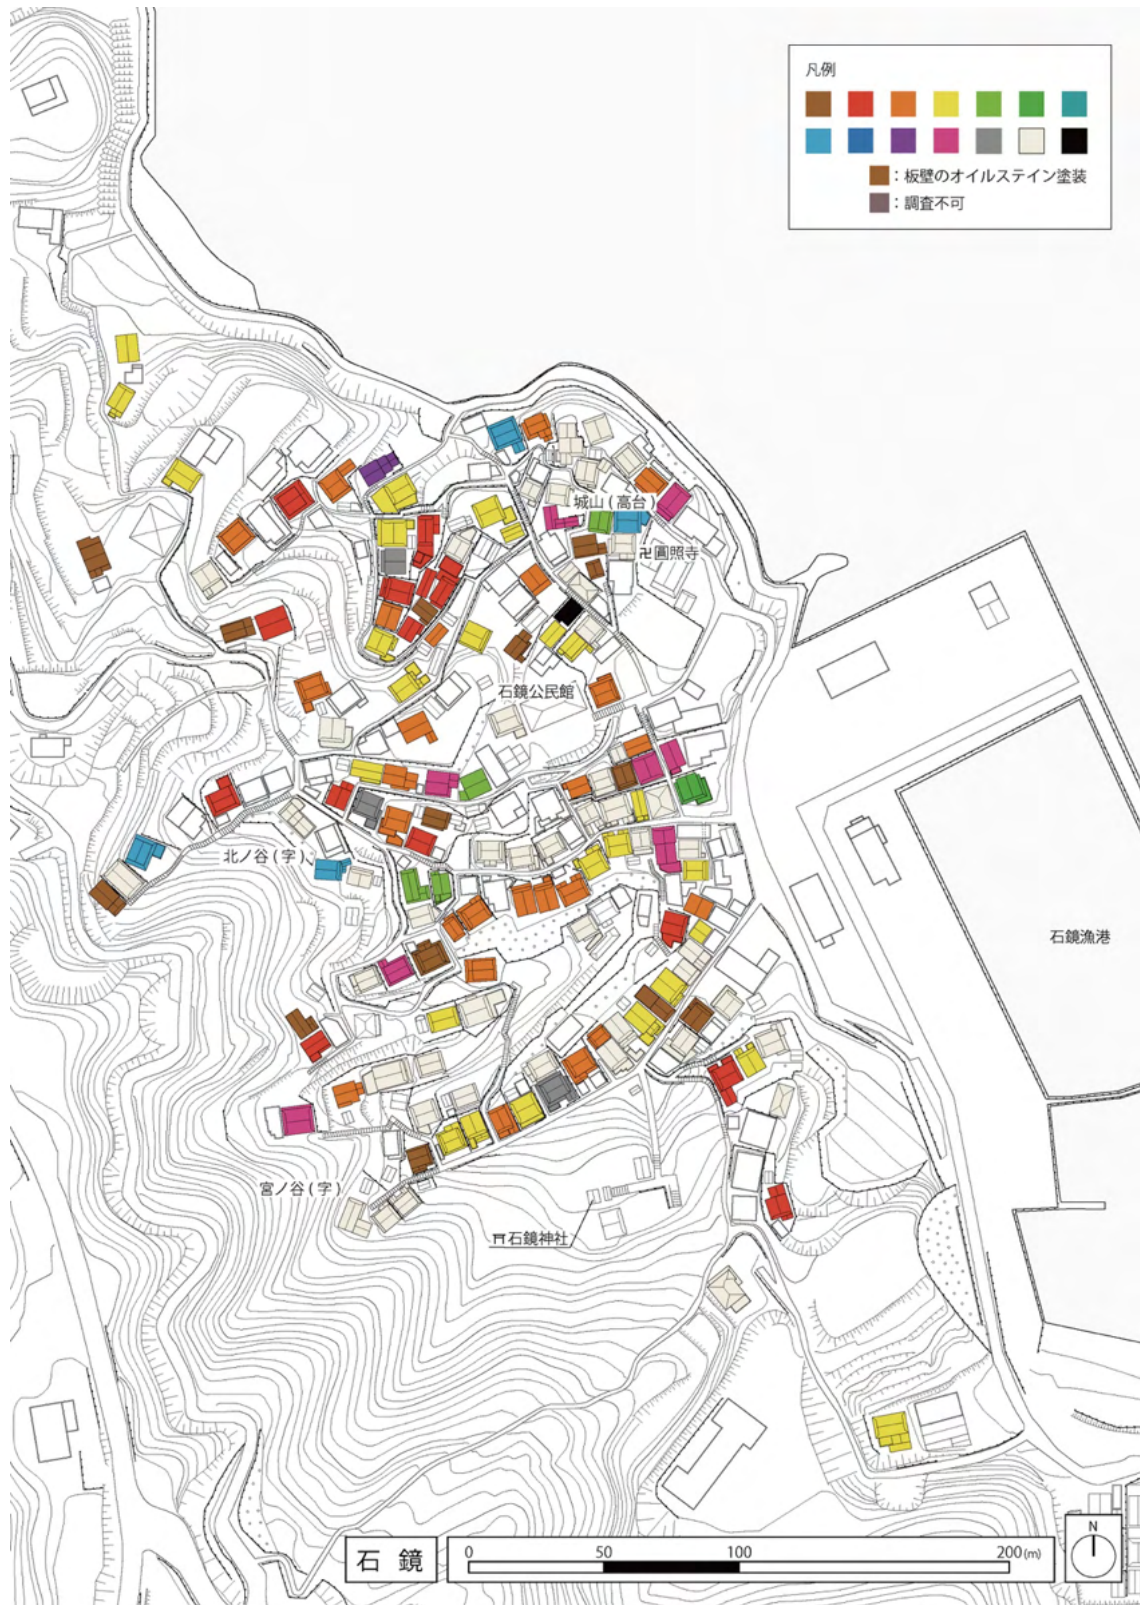 凡例
：板壁のオイルステイン塗装
：調査不可
城山(高台)
卍圓照寺
石鏡公民館
北ノ谷(字)
石鏡漁港
宮ノ谷(字)
⛩石鏡神社
石 鏡
0 50 100 200(m)
N